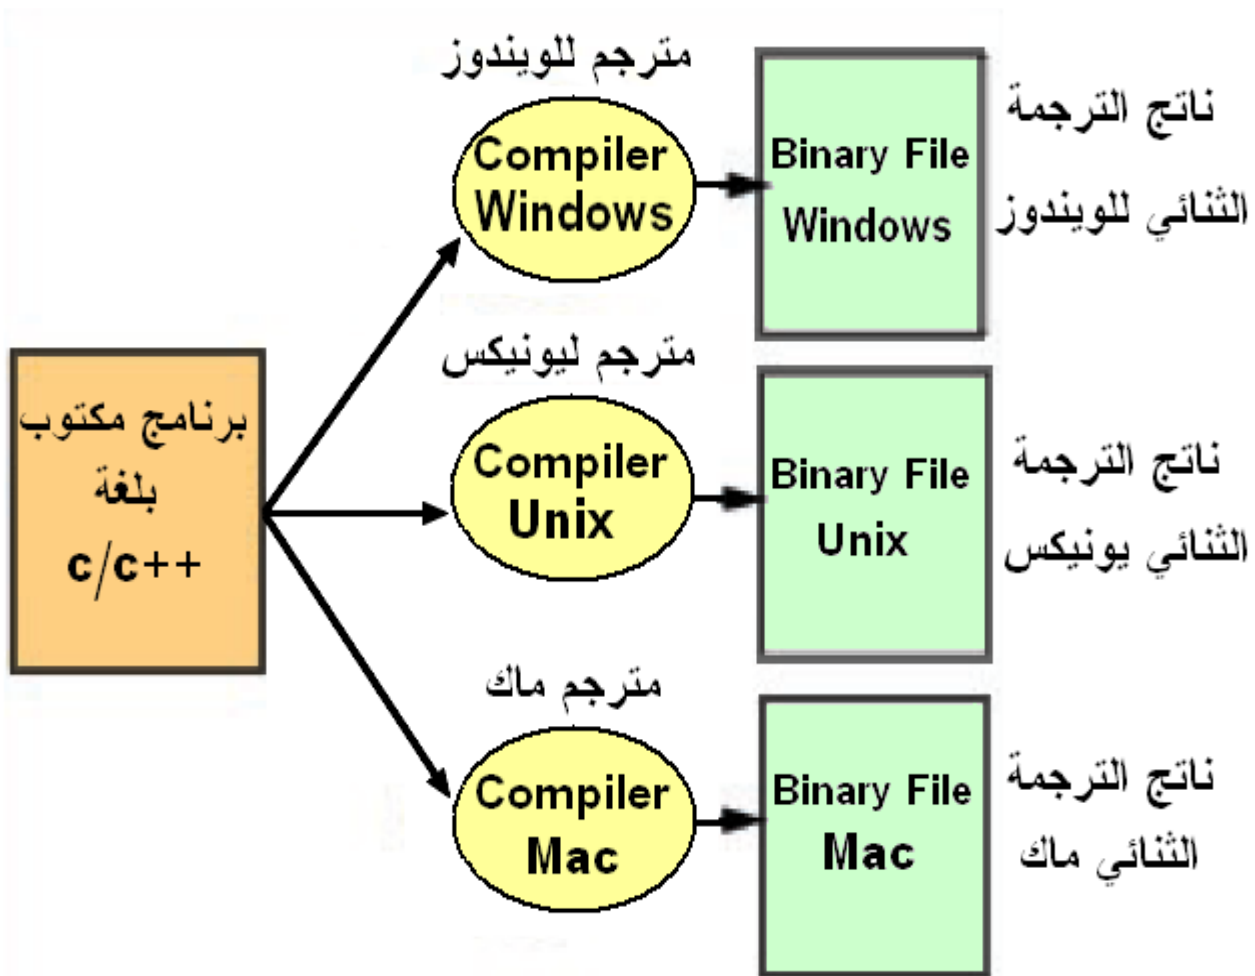 برنامج مكتوب
بلغة
c/c++
مترجم للويندوز
Compiler
Windows
Binary File
Windows
ناتج الترجمة
الثنائي للويندوز
مترجم ليونيكس
Compiler
Unix
Binary File
Unix
ناتج الترجمة
الثنائي يونيكس
مترجم ماك
Compiler
Mac
Binary File
Mac
ناتج الترجمة
الثنائي ماك